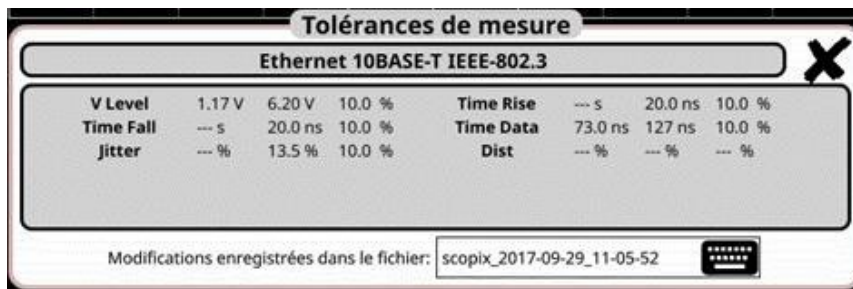 Tolérances de mesure
Ethernet 10BASE-T IEEE-802.3
V Level 1.17 V 6.20 V 10.0 % Time Rise --- s 20.0 ns 10.0 %
Time Fall --- s 20.0 ns 10.0 % Time Data 73.0 ns 127 ns 10.0 %
Jitter --- % 13.5 % 10.0 % Dist --- % --- % --- %
Modifications enregistrées dans le fichier: scopix_2017-09-29_11-05-52